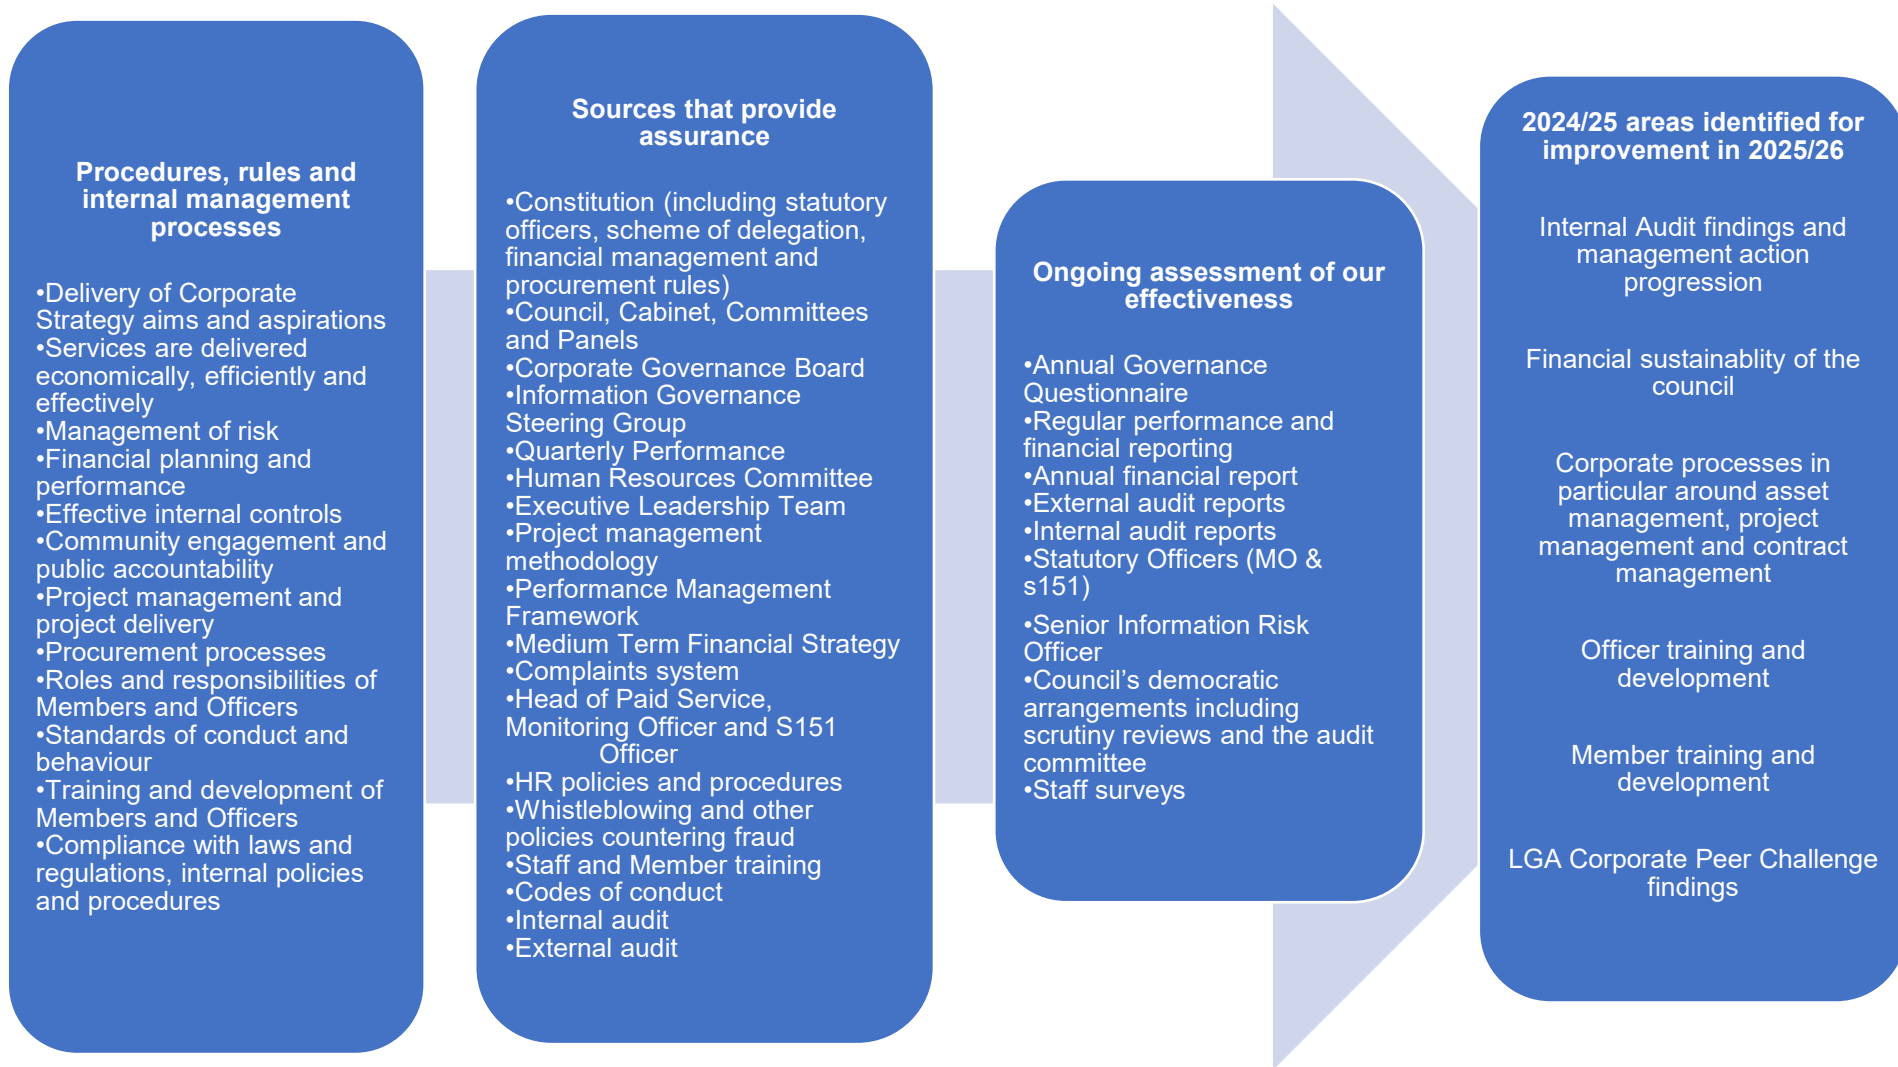 Procedures, rules and
internal management
processes
•Delivery of Corporate
Strategy aims and aspirations
•Services are delivered
economically, efficiently and
effectively
•Management of risk
•Financial planning and
performance
•Effective internal controls
•Community engagement and
public accountability
•Project management and
project delivery
•Procurement processes
•Roles and responsibilities of
Members and Officers
•Standards of conduct and
behaviour
•Training and development of
Members and Officers
•Compliance with laws and
regulations, internal policies
and procedures
Sources that provide
assurance
•Constitution (including statutory
officers, scheme of delegation,
financial management and
procurement rules)
•Council, Cabinet, Committees
and Panels
•Corporate Governance Board
•Information Governance
Steering Group
•Quarterly Performance
•Human Resources Committee
•Executive Leadership Team
•Project management
methodology
•Performance Management
Framework
•Medium Term Financial Strategy
•Complaints system
•Head of Paid Service,
Monitoring Officer and S151
Officer
•HR policies and procedures
•Whistleblowing and other
policies countering fraud
•Staff and Member training
•Codes of conduct
•Internal audit
•External audit
Ongoing assessment of our
effectiveness
•Annual Governance
Questionnaire
•Regular performance and
financial reporting
•Annual financial report
•External audit reports
•Internal audit reports
•Statutory Officers (MO &
s151)
•Senior Information Risk
Officer
•Council’s democratic
arrangements including
scrutiny reviews and the audit
committee
•Staff surveys
2024/25 areas identified for
improvement in 2025/26
Internal Audit findings and
management action
progression
Financial sustainablity of the
council
Corporate processes in
particular around asset
management, project
management and contract
management
Officer training and
development
Member training and
development
LGA Corporate Peer Challenge
findings